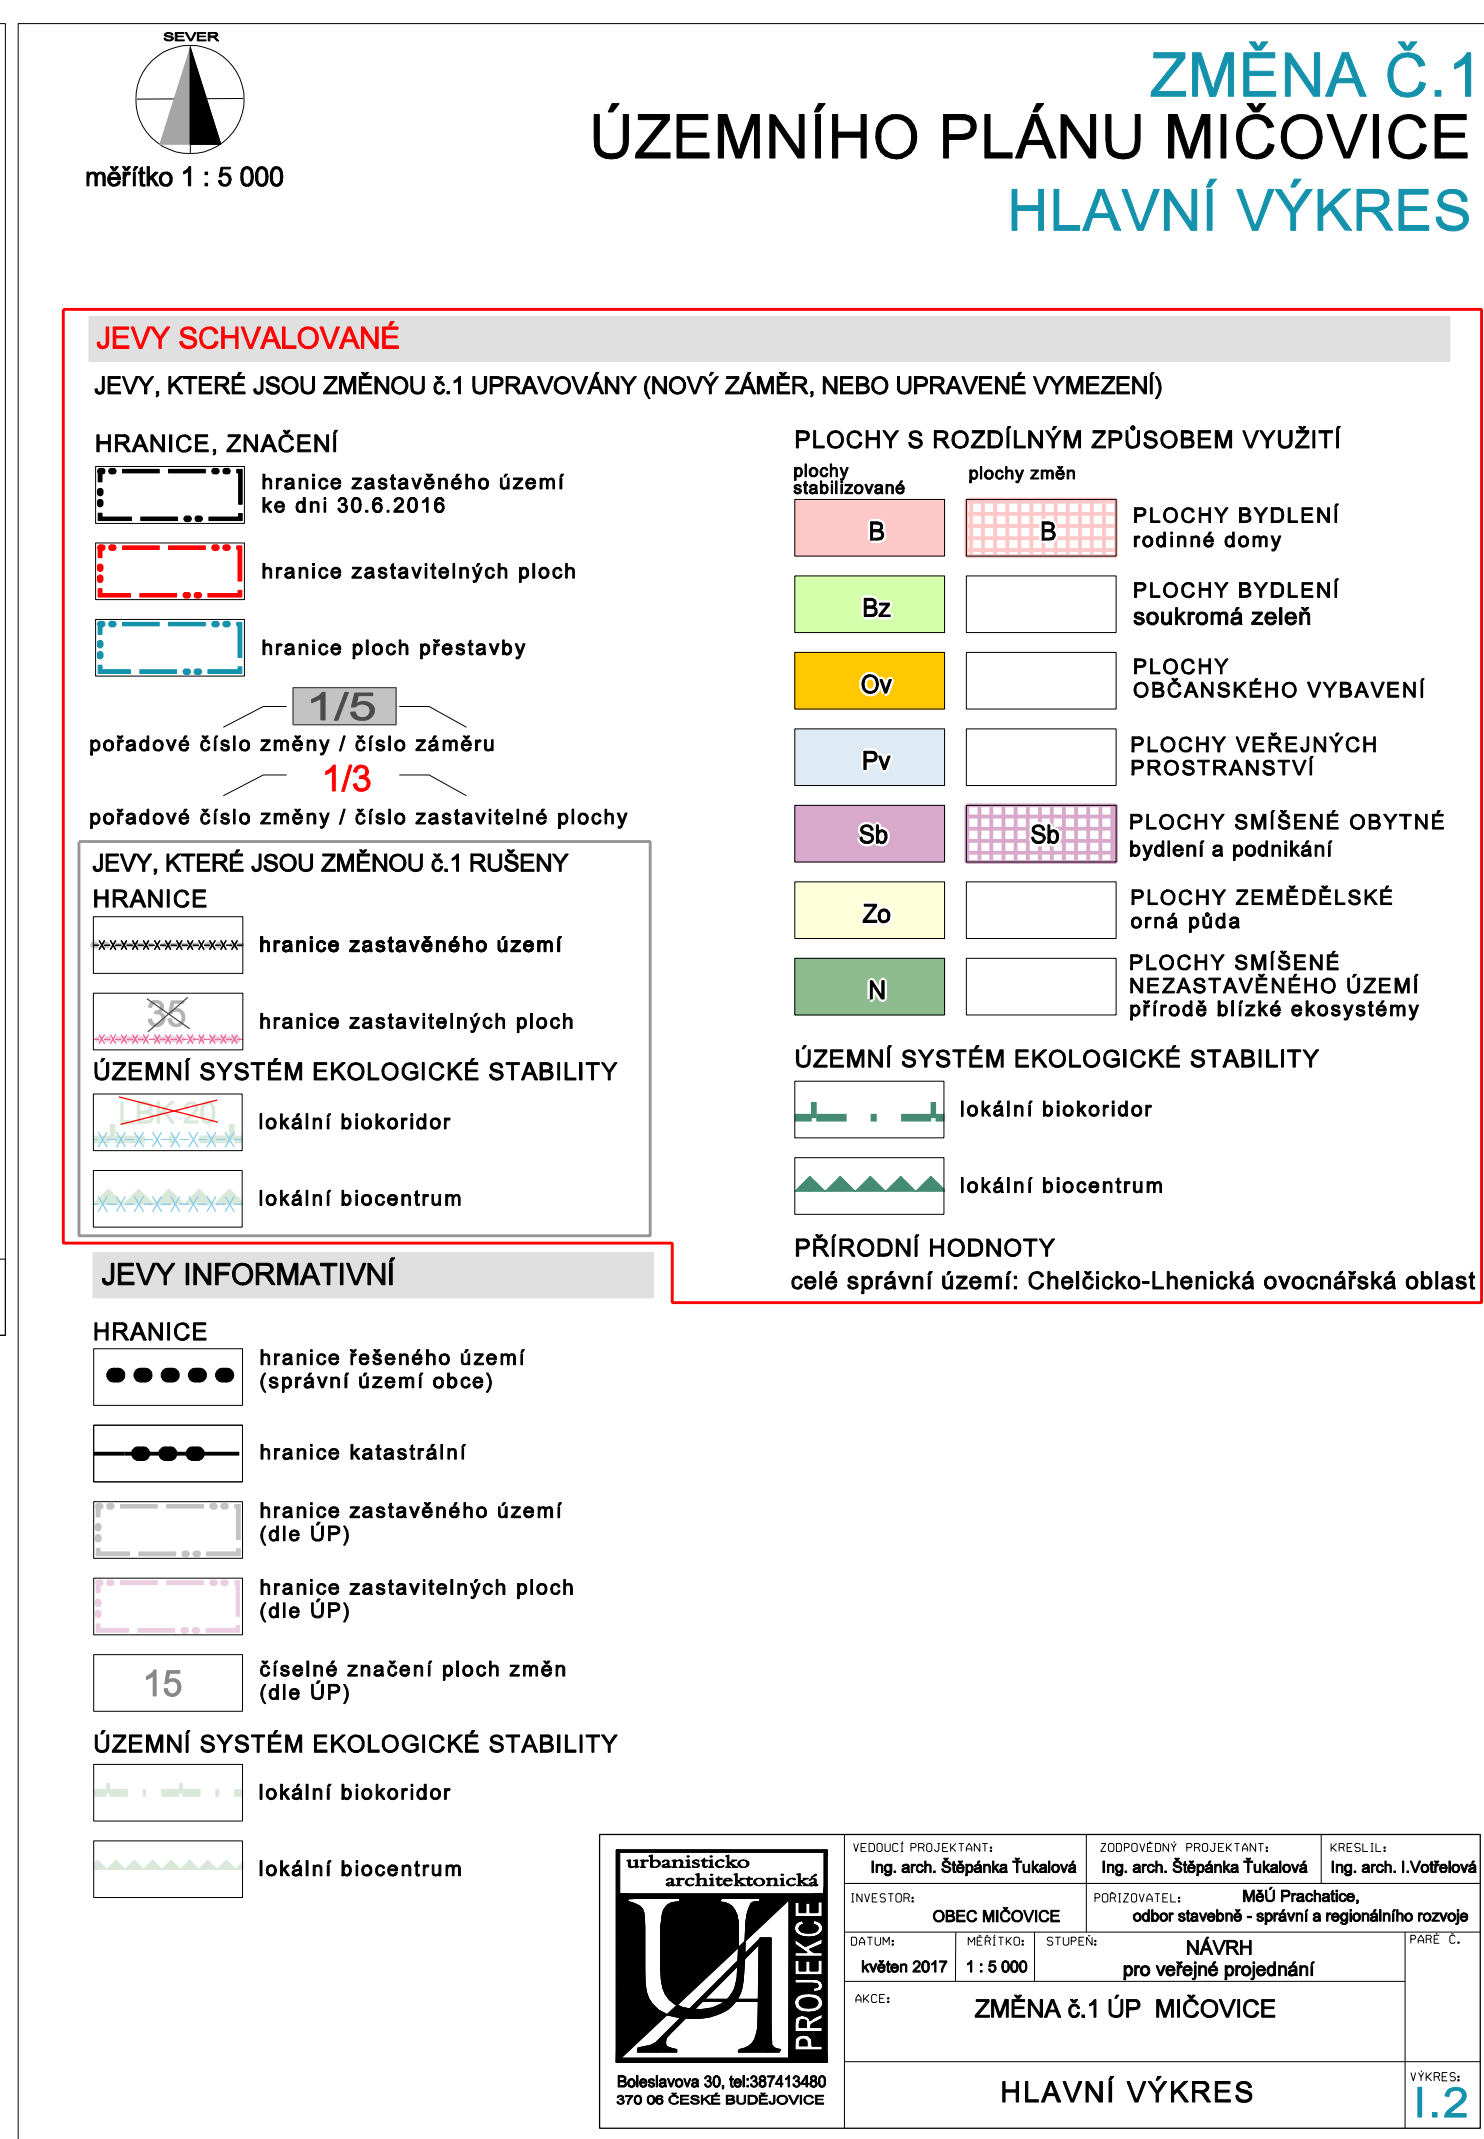 SEVER
měřítko 1 : 5 000
ZMĚNA Č.1
ÚZEMNÍHO PLÁNU MIČOVICE
HLAVNÍ VÝKRES
JEVY SCHVALOVANÉ
JEVY, KTERÉ JSOU ZMĚNOU č.1 UPRAVOVÁNY (NOVÝ ZÁMĚR, NEBO UPRAVENÉ VYMEZENÍ)
HRANICE, ZNAČENÍ
hranice zastavěného území
ke dni 30.6.2016
hranice zastavitelných ploch
hranice ploch přestavby
1/5
pořadové číslo změny / číslo záměru
1/3
pořadové číslo změny / číslo zastavitelné plochy
JEVY, KTERÉ JSOU ZMĚNOU č.1 RUŠENY
HRANICE
hranice zastavěného území
35
hranice zastavitelných ploch
ÚZEMNÍ SYSTÉM EKOLOGICKÉ STABILITY
LBK 20
lokální biokoridor
lokální biocentrum
PLOCHY S ROZDÍLNÝM ZPŮSOBEM VYUŽITÍ
plochy
stabilizované
plochy změn
B
B
PLOCHY BYDLENÍ
rodinné domy
Bz
PLOCHY BYDLENÍ
soukromá zeleň
Ov
PLOCHY
OBČANSKÉHO VYBAVENÍ
Pv
PLOCHY VEŘEJNÝCH
PROSTRANSTVÍ
Sb
Sb
PLOCHY SMÍŠENÉ OBYTNÉ
bydlení a podnikání
Zo
PLOCHY ZEMĚDĚLSKÉ
orná půda
N
PLOCHY SMÍŠENÉ
NEZASTAVĚNÉHO ÚZEMÍ
přírodě blízké ekosystémy
ÚZEMNÍ SYSTÉM EKOLOGICKÉ STABILITY
lokální biokoridor
lokální biocentrum
PŘÍRODNÍ HODNOTY
celé správní území: Chelčicko-Lhenická ovocnářská oblast
JEVY INFORMATIVNÍ
HRANICE
hranice řešeného území
(správní území obce)
hranice katastrální
hranice zastavěného území
(dle ÚP)
hranice zastavitelných ploch
(dle ÚP)
15
číselné značení ploch změn
(dle ÚP)
ÚZEMNÍ SYSTÉM EKOLOGICKÉ STABILITY
lokální biokoridor
lokální biocentrum
urbanisticko
architektonická
UA
PROJEKCE
Boleslavova 30, tel:387413480
370 06 ČESKÉ BUDĚJOVICE
VEDOUCÍ PROJEKTANT:
Ing. arch. Štěpánka Ťukalová
ZODPOVĚDNÝ PROJEKTANT:
Ing. arch. Štěpánka Ťukalová
KRESLIL:
Ing. arch. I.Votřelová
INVESTOR:
OBEC MIČOVICE
POŘIZOVATEL:
MěÚ Prachatice,
odbor stavebně - správní a regionálního rozvoje
DATUM:
květen 2017
MĚŘÍTKO:
1 : 5 000
STUPEŇ:
NÁVRH
pro veřejné projednání
PARÉ Č.
AKCE:
ZMĚNA č.1 ÚP MIČOVICE
HLAVNÍ VÝKRES
VÝKRES:
I.2